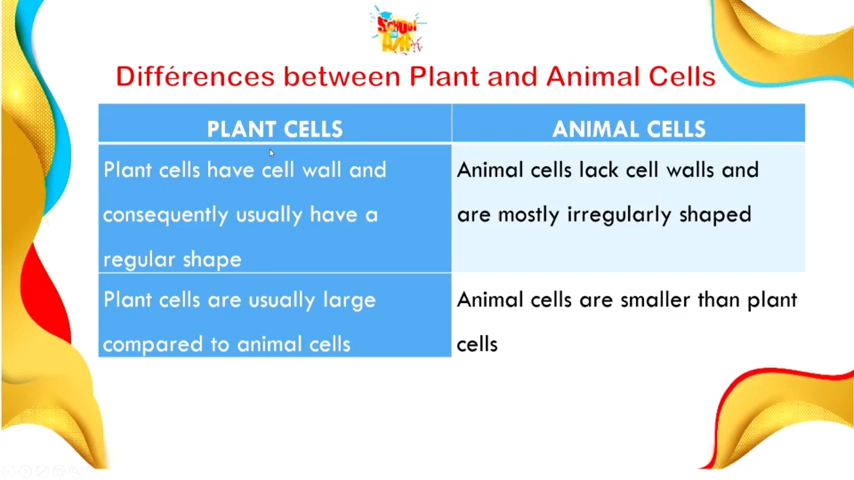 SCHOOL
Différences between Plant and Animal Cells
PLANT CELLS
ANIMAL CELLS
Plant cells have cell wall and
consequently usually have a
regular shape
Animal cells lack cell walls and
are mostly irregularly shaped
Plant cells are usually large
compared to animal cells
Animal cells are smaller than plant
cells